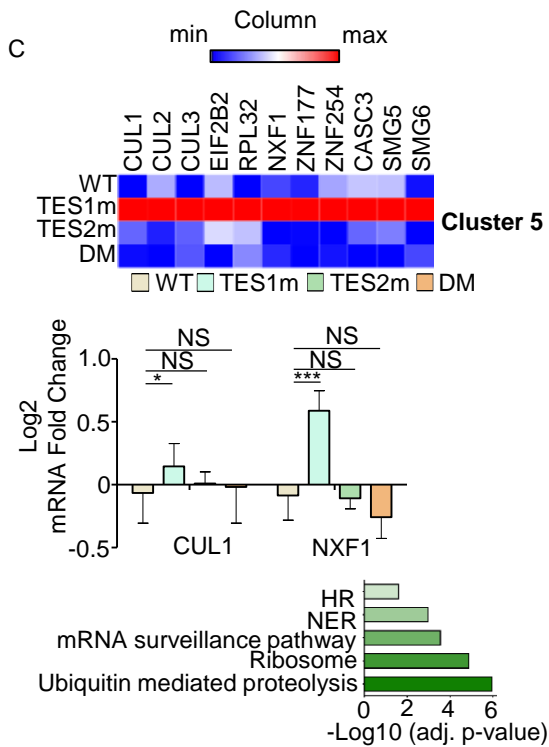 C
Column
min max
CUL1 CUL2 CUL3 EIF2B2 RPL32 NXF1 ZNF177 ZNF254 CASC3 SMG5 SMG6
WT
TES1m
TES2m
DM
Cluster 5
WT TES1m TES2m DM
Log2
mRNA Fold Change
1.0
0.5
0
-0.5
NS
NS
*
NS
NS
***
CUL1 NXF1
HR
NER
mRNA surveillance pathway
Ribosome
Ubiquitin mediated proteolysis
0 2 4 6
-Log10 (adj. p-value)